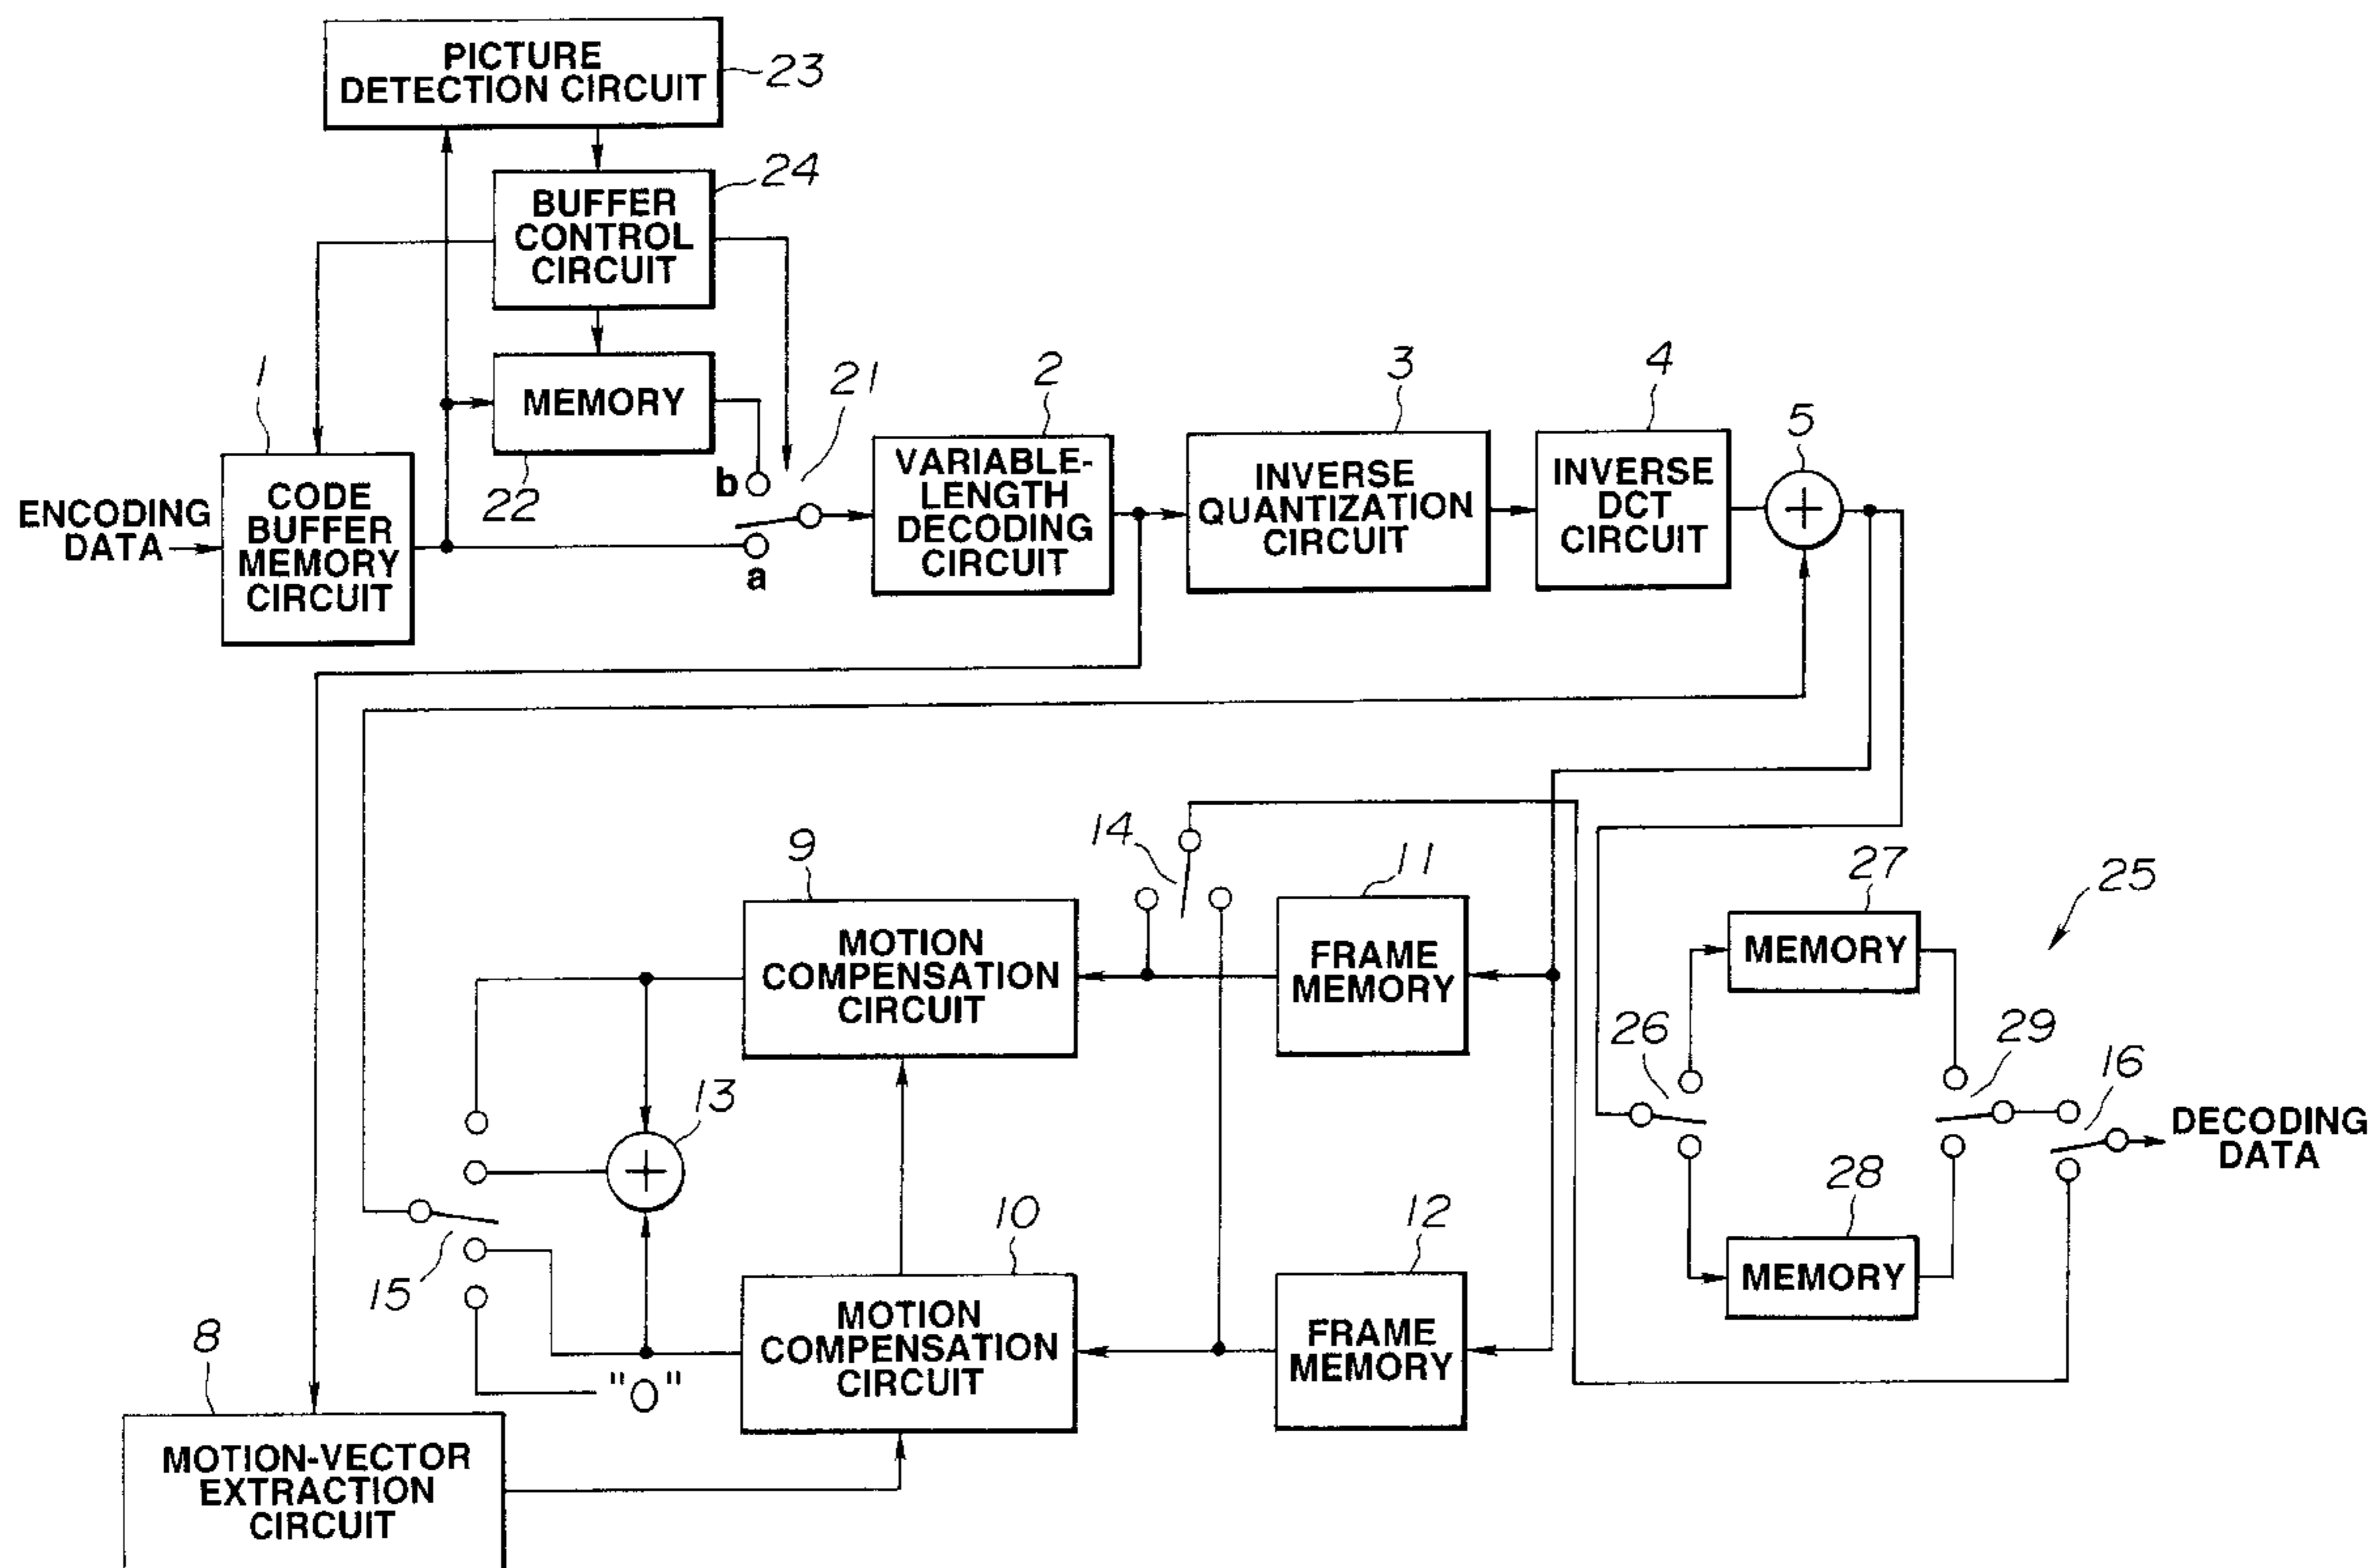 PICTURE
DETECTION CIRCUIT
23
BUFFER
CONTROL
CIRCUIT
24
MEMORY
22
1
ENCODING
DATA
CODE
BUFFER
MEMORY
CIRCUIT
b
a
21
2
VARIABLE-
LENGTH
DECODING
CIRCUIT
3
INVERSE
QUANTIZATION
CIRCUIT
4
INVERSE
DCT
CIRCUIT
5
9
MOTION
COMPENSATION
CIRCUIT
14
11
FRAME
MEMORY
27
MEMORY
25
26
29
16
DECODING
DATA
13
15
10
MOTION
COMPENSATION
CIRCUIT
12
FRAME
MEMORY
28
MEMORY
"0"
8
MOTION-VECTOR
EXTRACTION
CIRCUIT